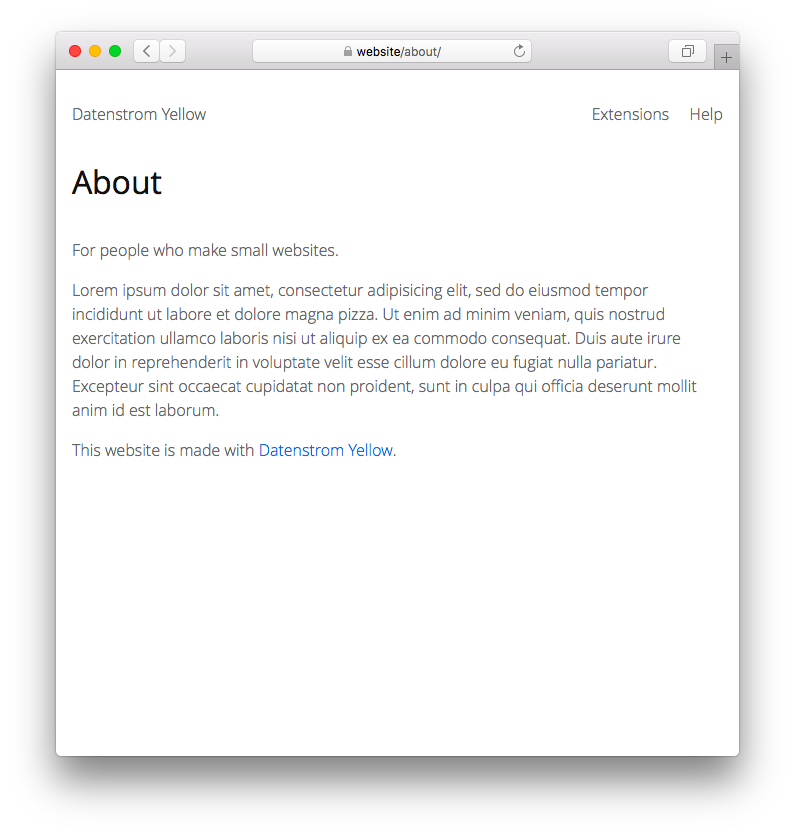 website/about/
Datenstrom Yellow Extensions Help
About
For people who make small websites.
Lorem ipsum dolor sit amet, consectetur adipisicing elit, sed do eiusmod tempor
incididunt ut labore et dolore magna pizza. Ut enim ad minim veniam, quis nostrud
exercitation ullamco laboris nisi ut aliquip ex ea commodo consequat. Duis aute irure
dolor in reprehenderit in voluptate velit esse cillum dolore eu fugiat nulla pariatur.
Excepteur sint occaecat cupidatat non proident, sunt in culpa qui officia deserunt mollit
anim id est laborum.
This website is made with Datenstrom Yellow.